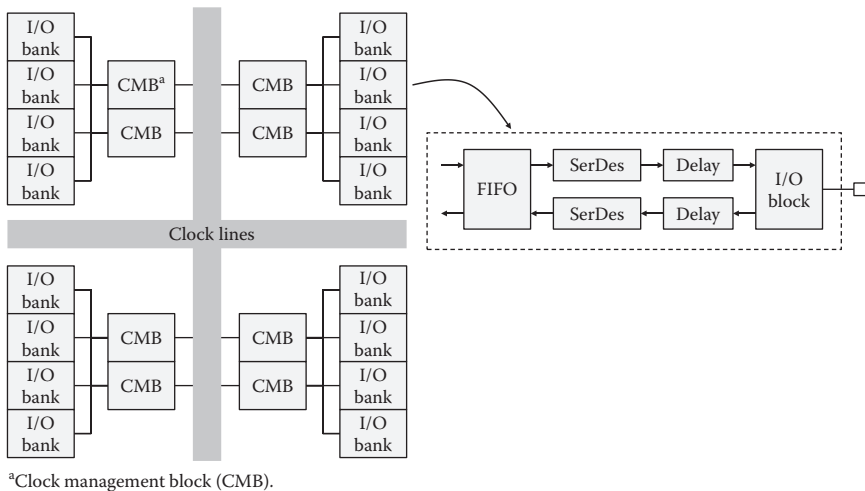 I/O
bank
I/O
bank
I/O
bank
I/O
bank
CMBᵃ
CMB
CMB
CMB
I/O
bank
I/O
bank
I/O
bank
I/O
bank
FIFO
SerDes
Delay
SerDes
Delay
I/O
block
Clock lines
I/O
bank
I/O
bank
I/O
bank
I/O
bank
CMB
CMB
CMB
CMB
I/O
bank
I/O
bank
I/O
bank
I/O
bank
ᵃClock management block (CMB).